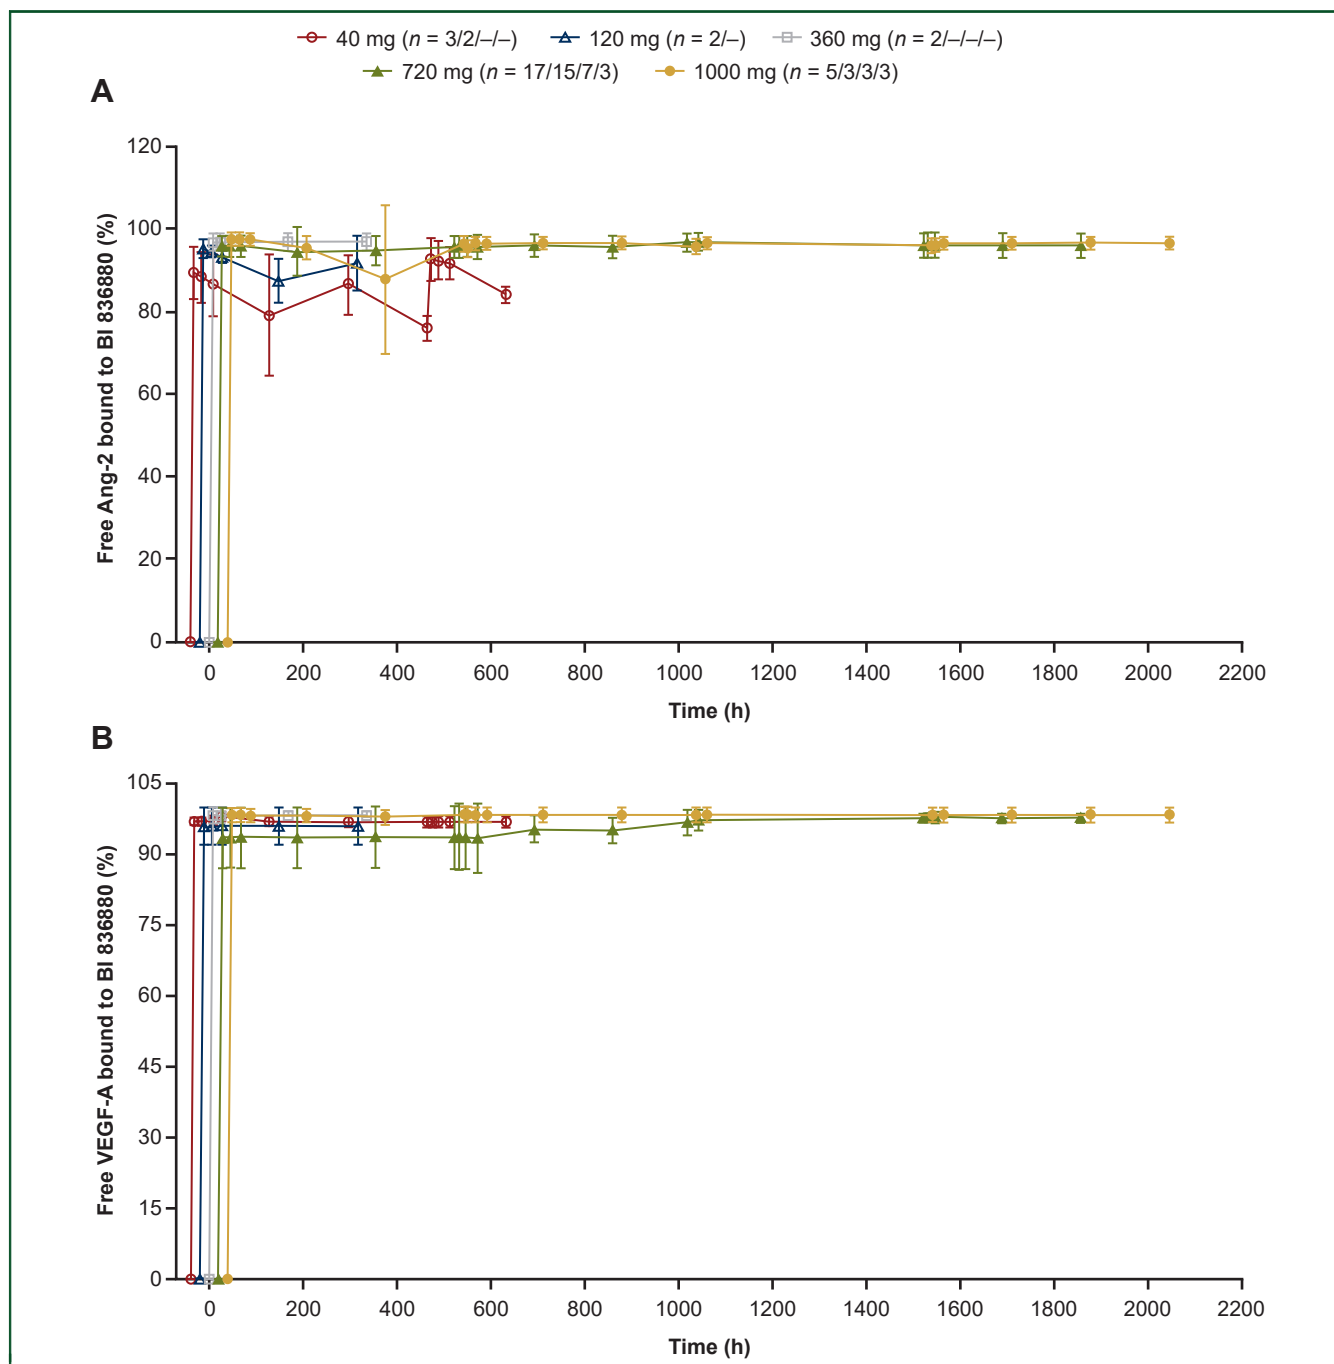 40 mg (n = 3/2/–/–) 120 mg (n = 2/–) 360 mg (n = 2/–/–/–)
720 mg (n = 17/15/7/3) 1000 mg (n = 5/3/3/3)
A
Free Ang-2 bound to BI 836880 (%)
120
100
80
60
40
20
0
0 200 400 600 800 1000 1200 1400 1600 1800 2000 2200
Time (h)
B
Free VEGF-A bound to BI 836880 (%)
105
90
75
60
45
30
15
0
0 200 400 600 800 1000 1200 1400 1600 1800 2000 2200
Time (h)